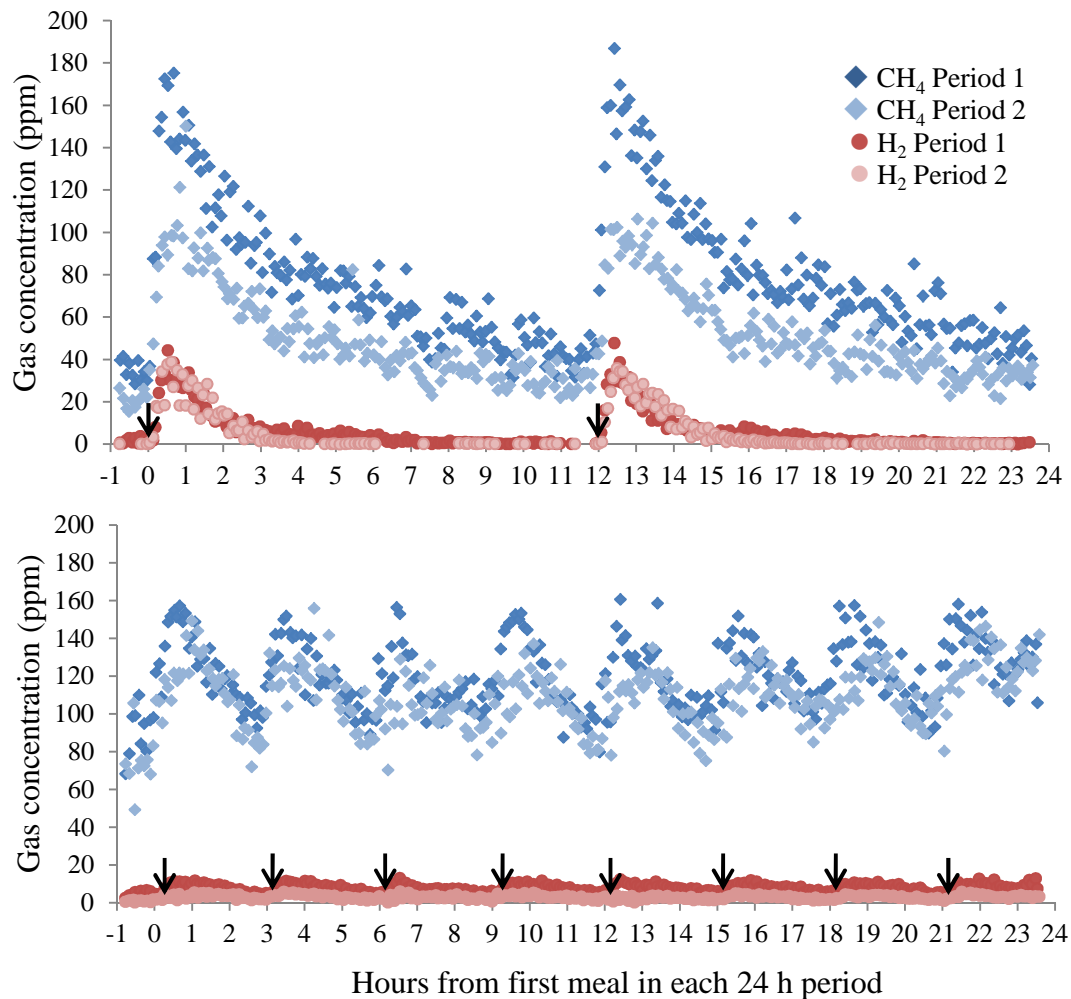 200
180
160
140
120
100
80
60
40
20
0
Gas concentration (ppm)
CH₄ Period 1
CH₄ Period 2
H₂ Period 1
H₂ Period 2
-1 0 1 2 3 4 5 6 7 8 9 10 11 12 13 14 15 16 17 18 19 20 21 22 23 24
200
180
160
140
120
100
80
60
40
20
0
Gas concentration (ppm)
-1 0 1 2 3 4 5 6 7 8 9 10 11 12 13 14 15 16 17 18 19 20 21 22 23 24
Hours from first meal in each 24 h period